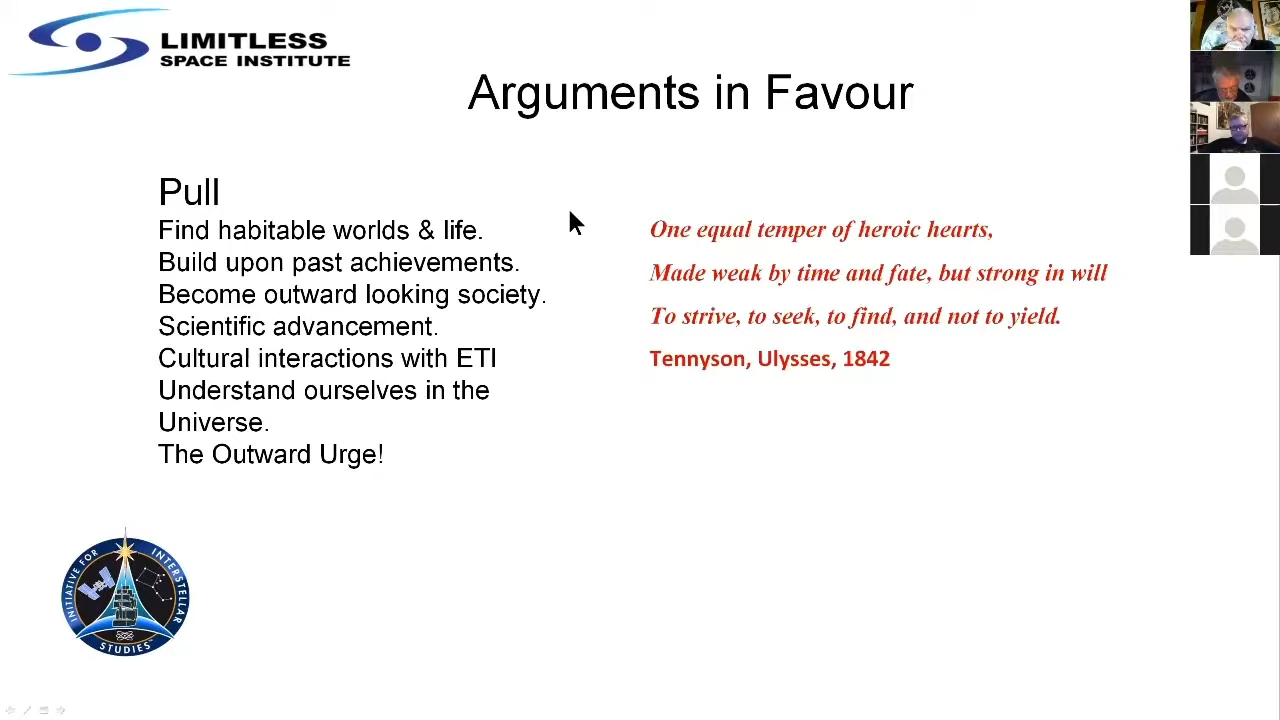 LIMITLESS
SPACE INSTITUTE
Arguments in Favour
Pull
Find habitable worlds & life.
Build upon past achievements.
Become outward looking society.
Scientific advancement.
Cultural interactions with ETI
Understand ourselves in the
Universe.
The Outward Urge!
One equal temper of heroic hearts,
Made weak by time and fate, but strong in will
To strive, to seek, to find, and not to yield.
Tennyson, Ulysses, 1842
INITIATIVE FOR INTERSTELLAR
STUDIES™